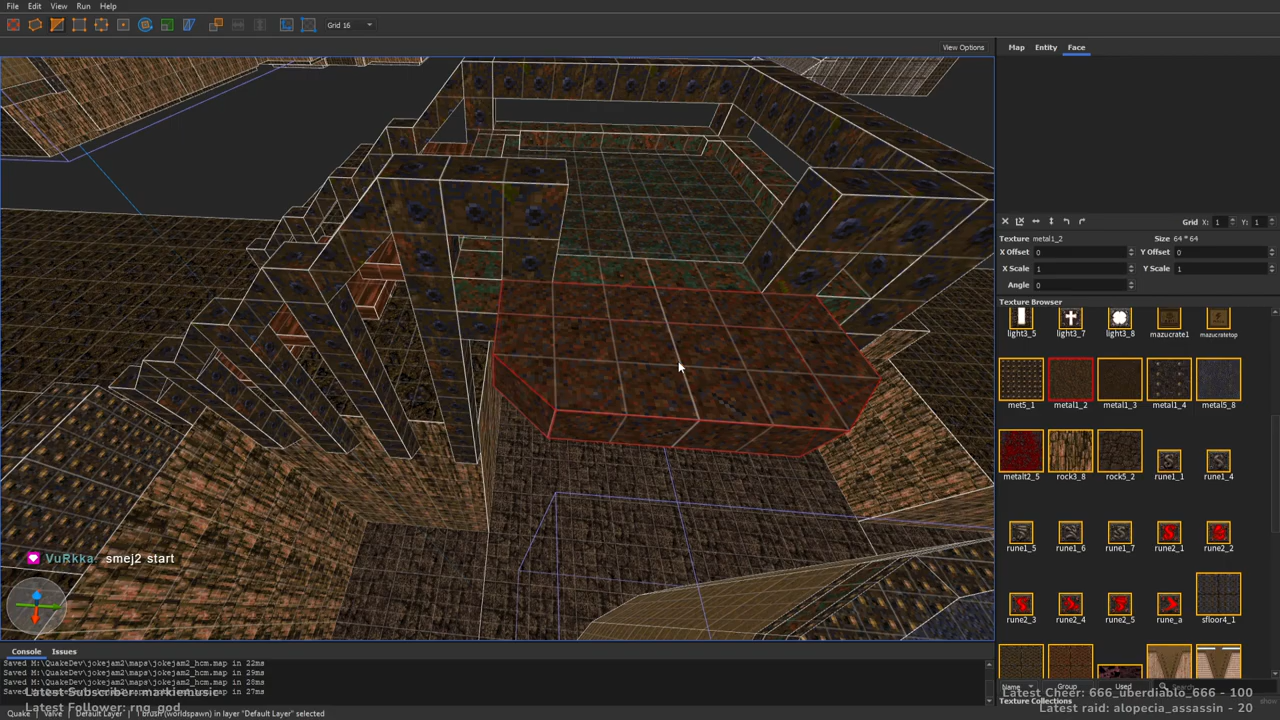 File Edit View Run Help
Grid 16
View Options
Map Entity Face
Grid X: 1 Y: 1
Texture metal1_2 Size 64*64
X Offset 0 Y Offset 0
X Scale 1 Y Scale 1
Angle 0
Texture Browser
light3_5 light3_7 light3_8 mazucrate1 mazucratetop
met5_1 metal1_2 metal1_3 metal1_4 metal5_8
metalt2_5 rock3_8 rock5_2 rune1_1 rune1_4
rune1_5 rune1_6 rune1_7 rune2_1 rune2_2
rune2_3 rune2_4 rune2_5 rune_a sfloor4_1
VuRkka: smej2 start
Console Issues
Saved M:\QuakeDev\jokejam2\maps\jokejam2_hcm.map in 22ms
Saved M:\QuakeDev\jokejam2\maps\jokejam2_hcm.map in 29ms
Saved M:\QuakeDev\jokejam2\maps\jokejam2_hcm.map in 28ms
Saved M:\QuakeDev\jokejam2\maps\jokejam2_hcm.map in 27ms
Latest Subscriber: markiemusic
Latest Follower: rng_god
Name Group Used Search
Latest Cheer: 666_uberdiablo_666 - 100
Texture Collections show
Latest raid: alopecia_assassin - 20
Quake Valve Default Layer 1 brush (worldspawn) in layer "Default Layer" selected